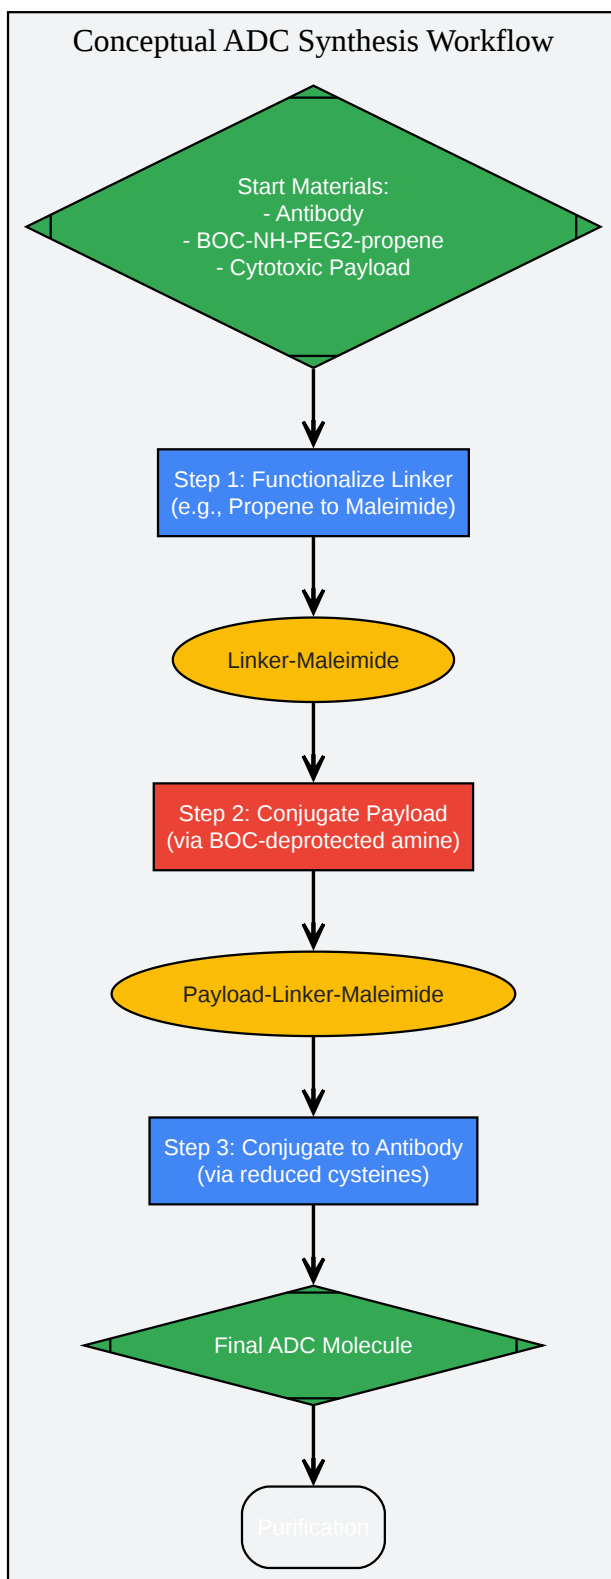 Conceptual ADC Synthesis Workflow
Start Materials:
- Antibody
- BOC-NH-PEG2-propene
- Cytotoxic Payload
Step 1: Functionalize Linker
(e.g., Propene to Maleimide)
Linker-Maleimide
Step 2: Conjugate Payload
(via BOC-deprotected amine)
Payload-Linker-Maleimide
Step 3: Conjugate to Antibody
(via reduced cysteines)
Final ADC Molecule
Purification